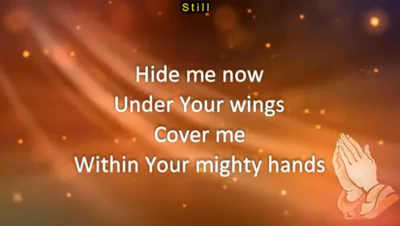 Still
Hide me now
Under Your wings
Cover me
Within Your mighty hands